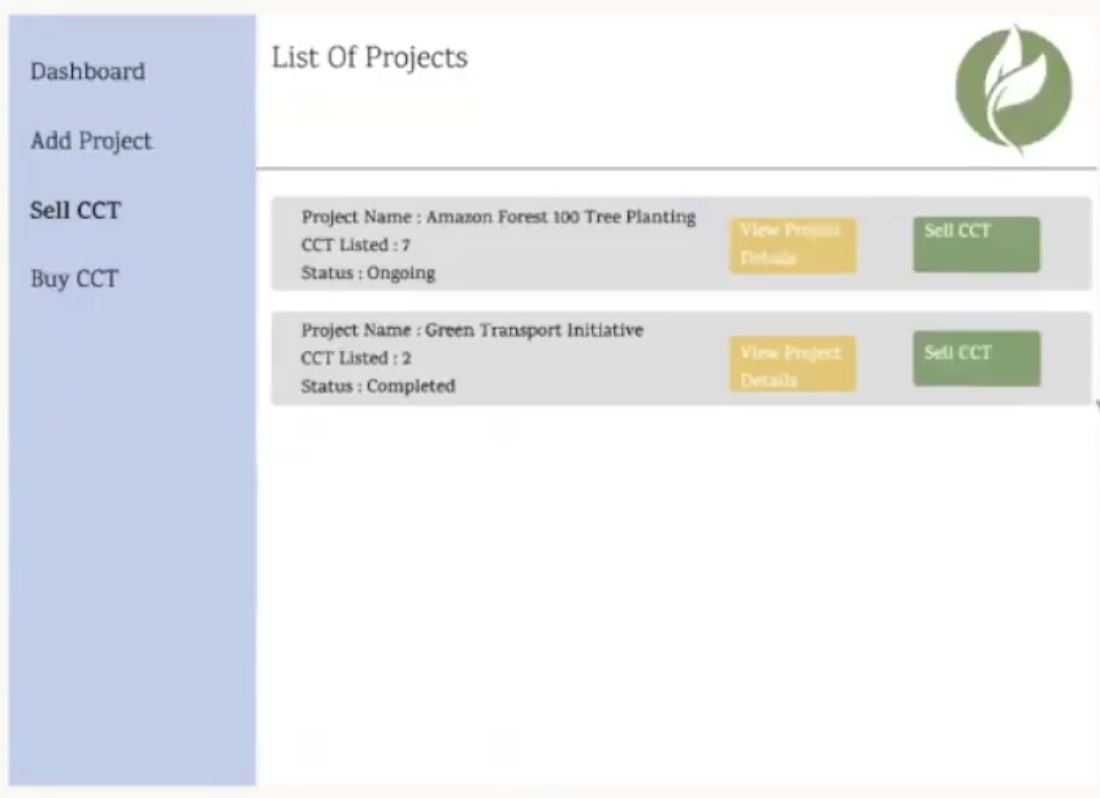 Dashboard
Add Project
Sell CCT
Buy CCT
List Of Projects
Project Name : Amazon Forest 100 Tree Planting
CCT Listed : 7
Status : Ongoing
View Project
Details
Sell CCT
Project Name : Green Transport Initiative
CCT Listed : 2
Status : Completed
View Project
Details
Sell CCT